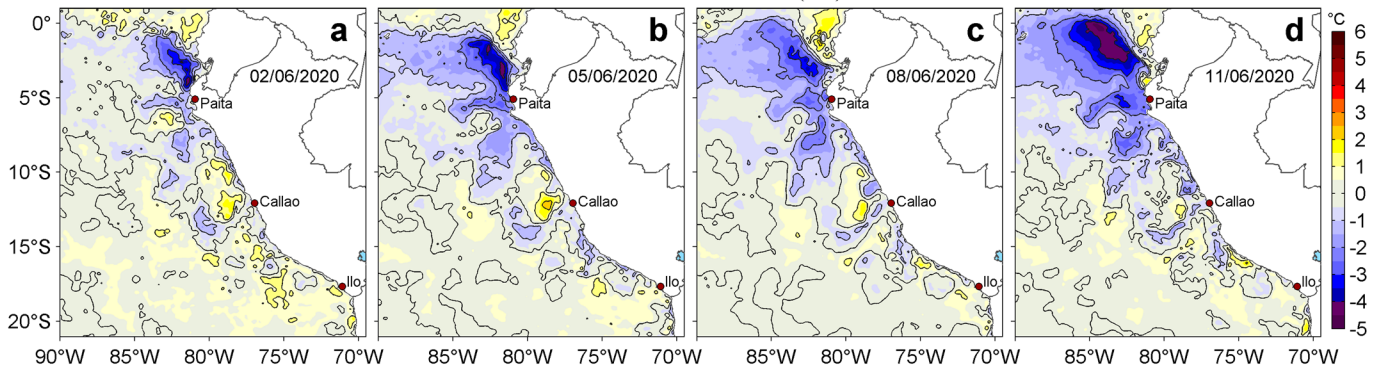 a
b
c
d
°C
0°
5°S
10°S
15°S
20°S
02/06/2020
05/06/2020
08/06/2020
11/06/2020
Paita
Paita
Paita
Paita
Callao
Callao
Callao
Callao
Ilo
Ilo
Ilo
Ilo
6
5
4
3
2
1
0
-1
-2
-3
-4
-5
90°W 85°W 80°W 75°W 70°W
85°W 80°W 75°W 70°W
85°W 80°W 75°W 70°W
85°W 80°W 75°W 70°W